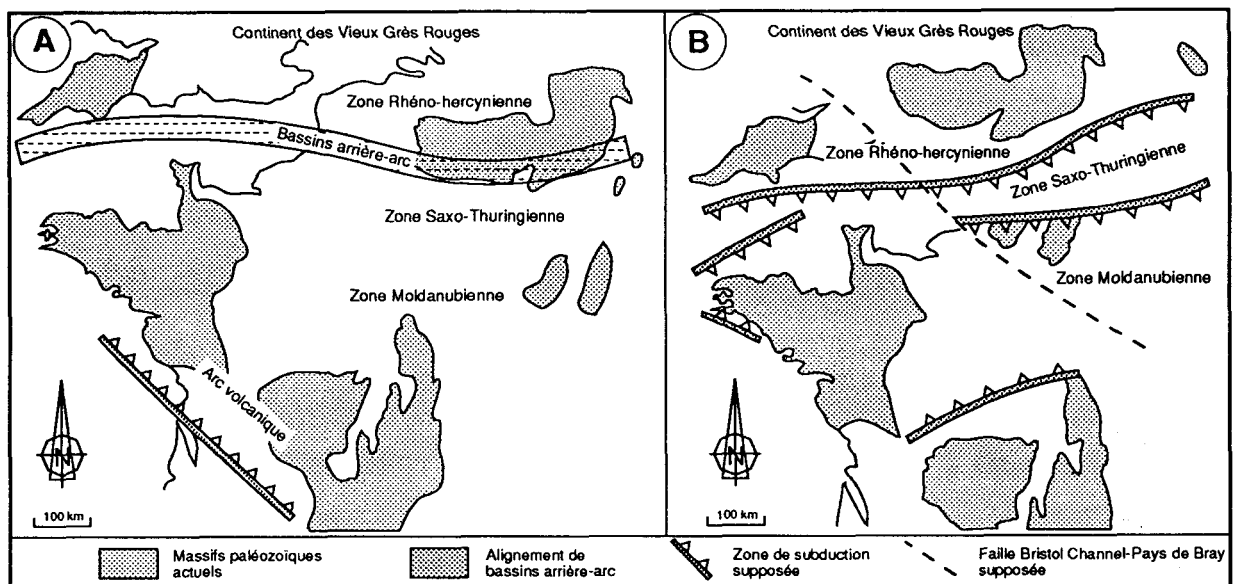 A
Continent des Vieux Grès Rouges
Zone Rhéno-hercynienne
Bassins arrière-arc
Zone Saxo-Thuringienne
Zone Moldanubienne
Arc volcanique
N
100 km
B
Continent des Vieux Grès Rouges
Zone Rhéno-hercynienne
Zone Saxo-Thuringienne
Zone Moldanubienne
N
100 km
Massifs paléozoïques
actuels
Alignement de
bassins arrière-arc
Zone de subduction
supposée
Faille Bristol Channel-Pays de Bray
supposée